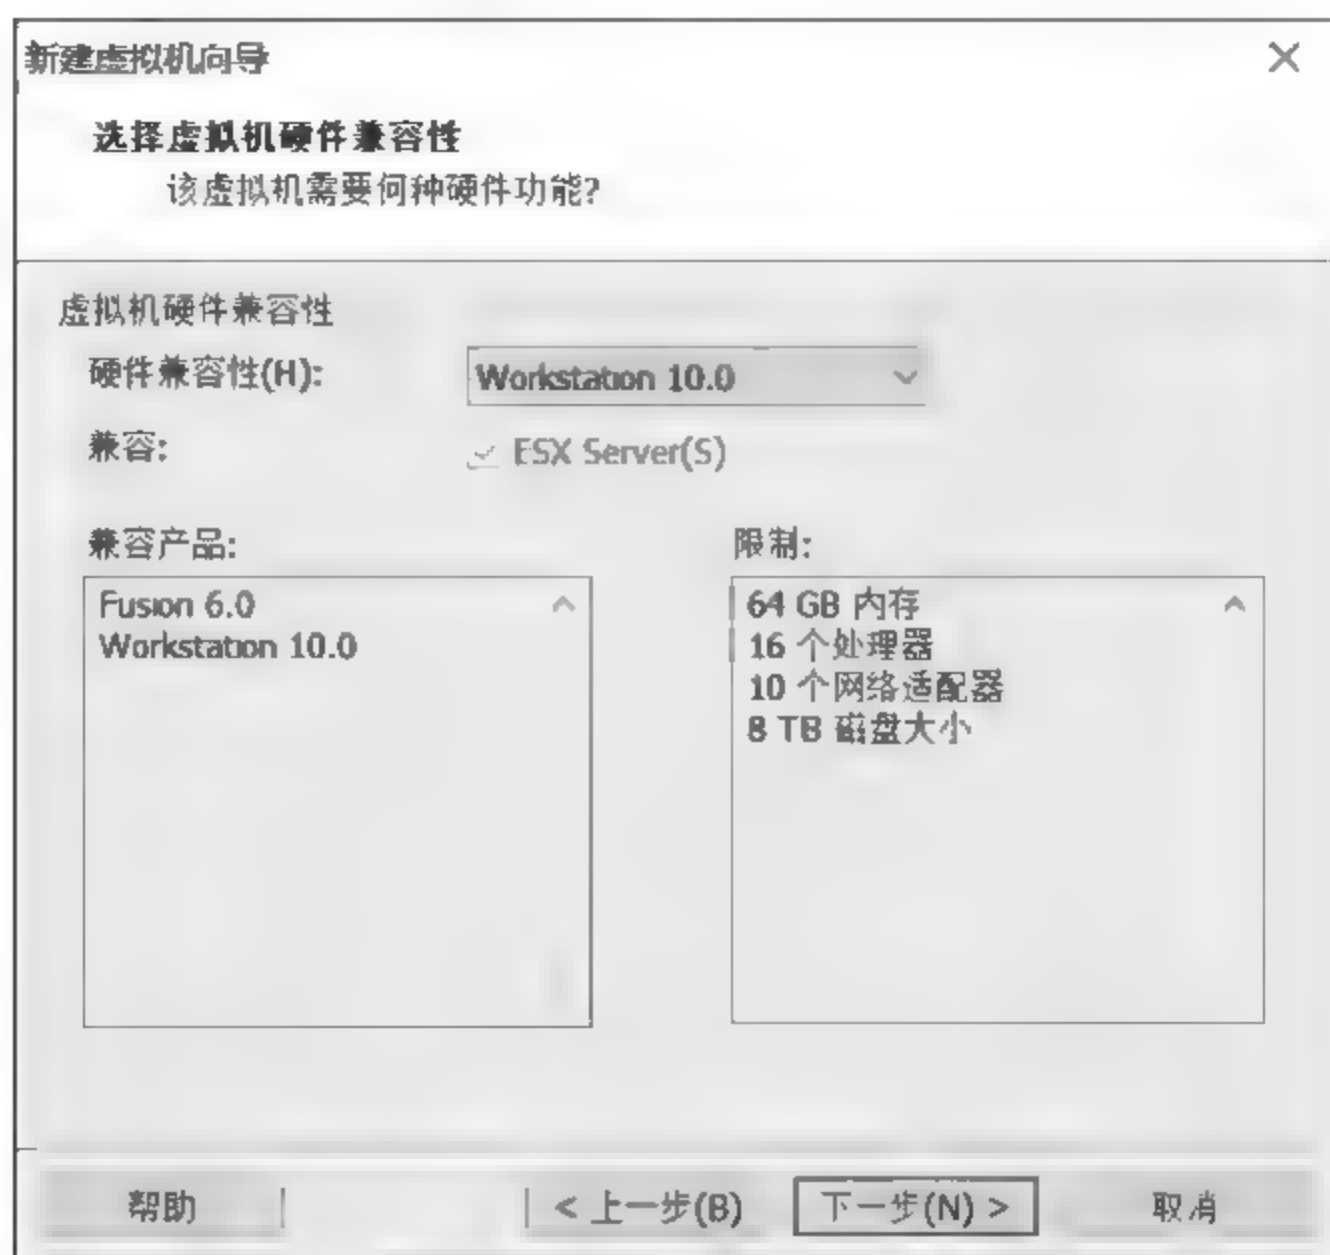 新建虚拟机向导
选择虚拟机硬件兼容性
该虚拟机需要何种硬件功能?
虚拟机硬件兼容性
硬件兼容性(H): Workstation 10.0
兼容: ESX Server(S)
兼容产品:
Fusion 6.0
Workstation 10.0
限制:
64 GB 内存
16 个处理器
10 个网络适配器
8 TB 磁盘大小
帮助 < 上一步(B) 下一步(N) > 取消